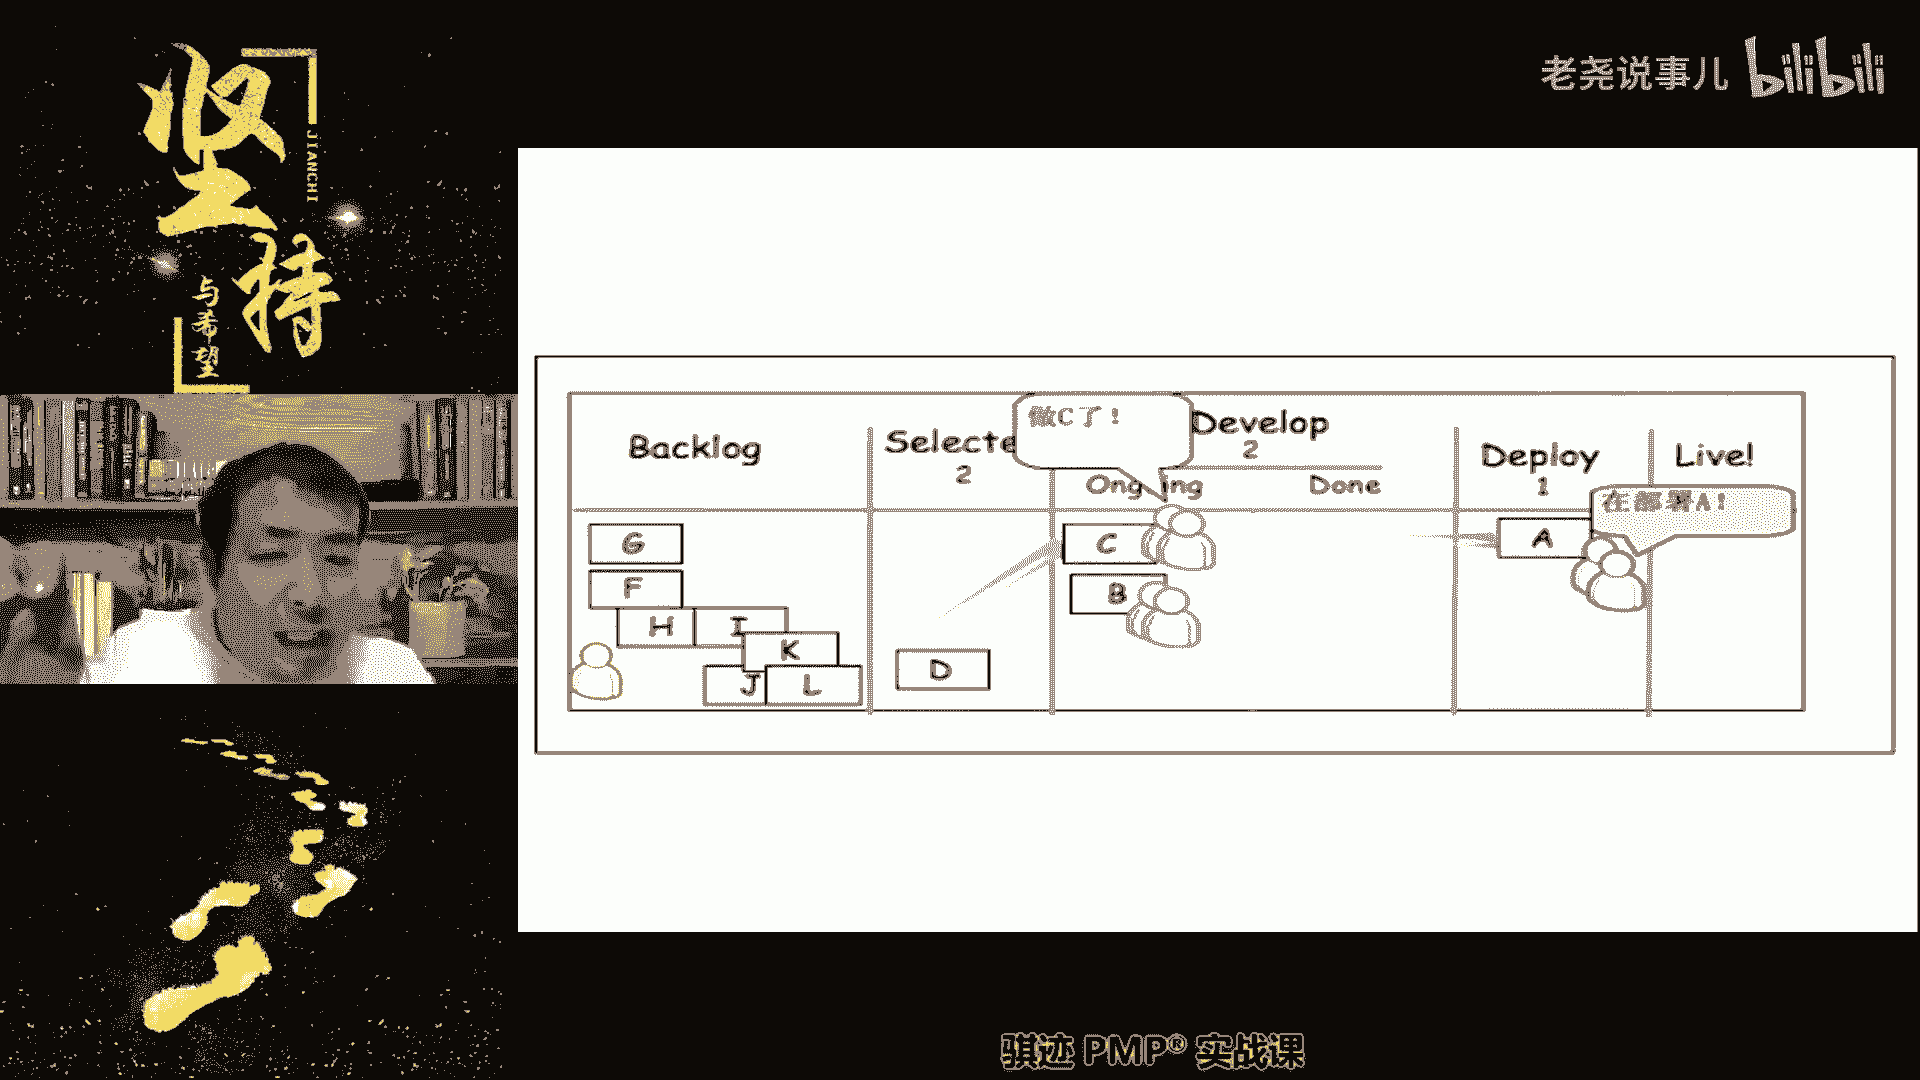 坚持
JIANCHI
与希望
老尧说事儿 bilibili
Backlog
Selecte
2
做C了！
Develop
2
Ong ing
Done
Deploy
1
Live!
在部署A！
G
F
H
I
K
J
L
D
C
B
A
骐迹 PMP® 实战课